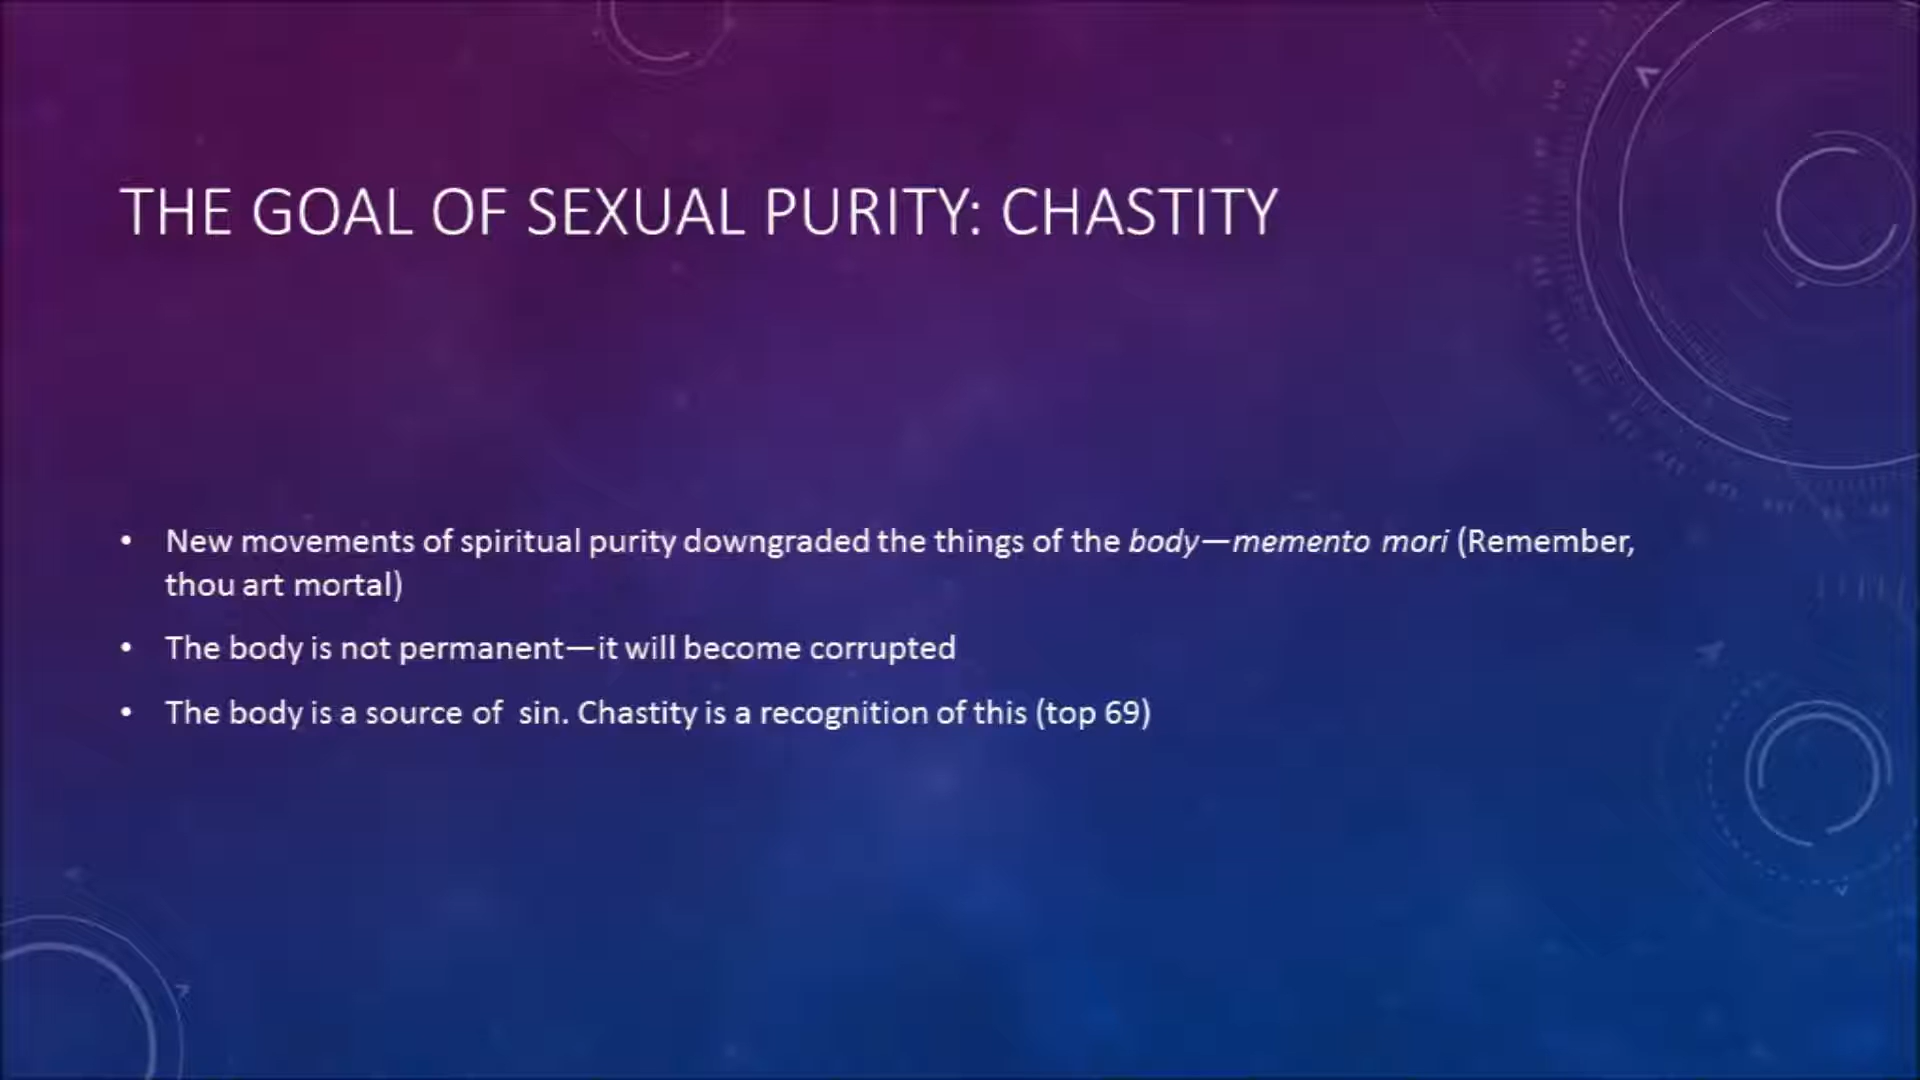 THE GOAL OF SEXUAL PURITY: CHASTITY
• New movements of spiritual purity downgraded the things of the body—memento mori (Remember,
thou art mortal)
• The body is not permanent—it will become corrupted
• The body is a source of  sin. Chastity is a recognition of this (top 69)